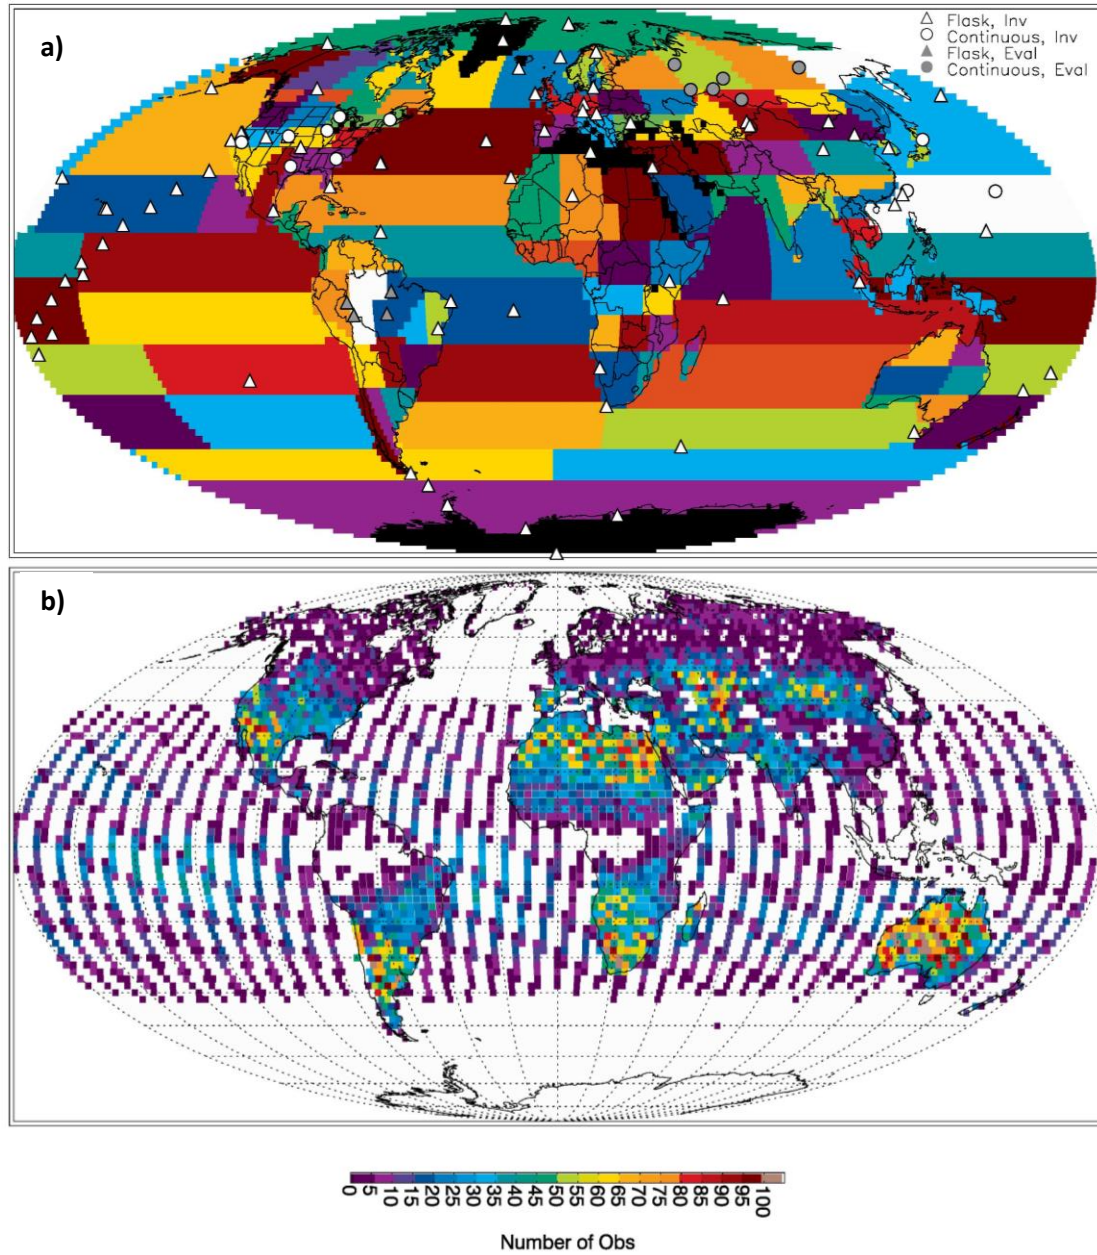 a)
Flask, Inv
Continuous, Inv
Flask, Eval
Continuous, Eval
b)
0 5 10 15 20 25 30 35 40 45 50 55 60 65 70 75 80 85 90 95 100
Number of Obs